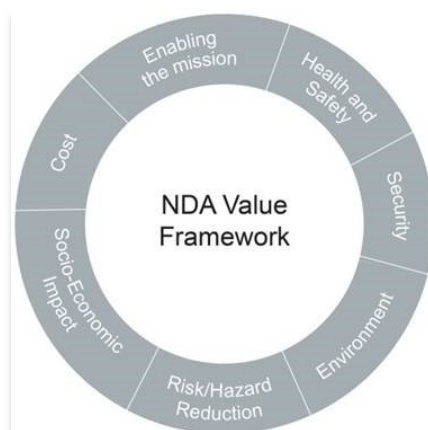 Enabling
the mission
Health and
Safety
Security
Environment
Risk/Hazard
Reduction
Socio-Economic
Impact
Cost
NDA Value
Framework